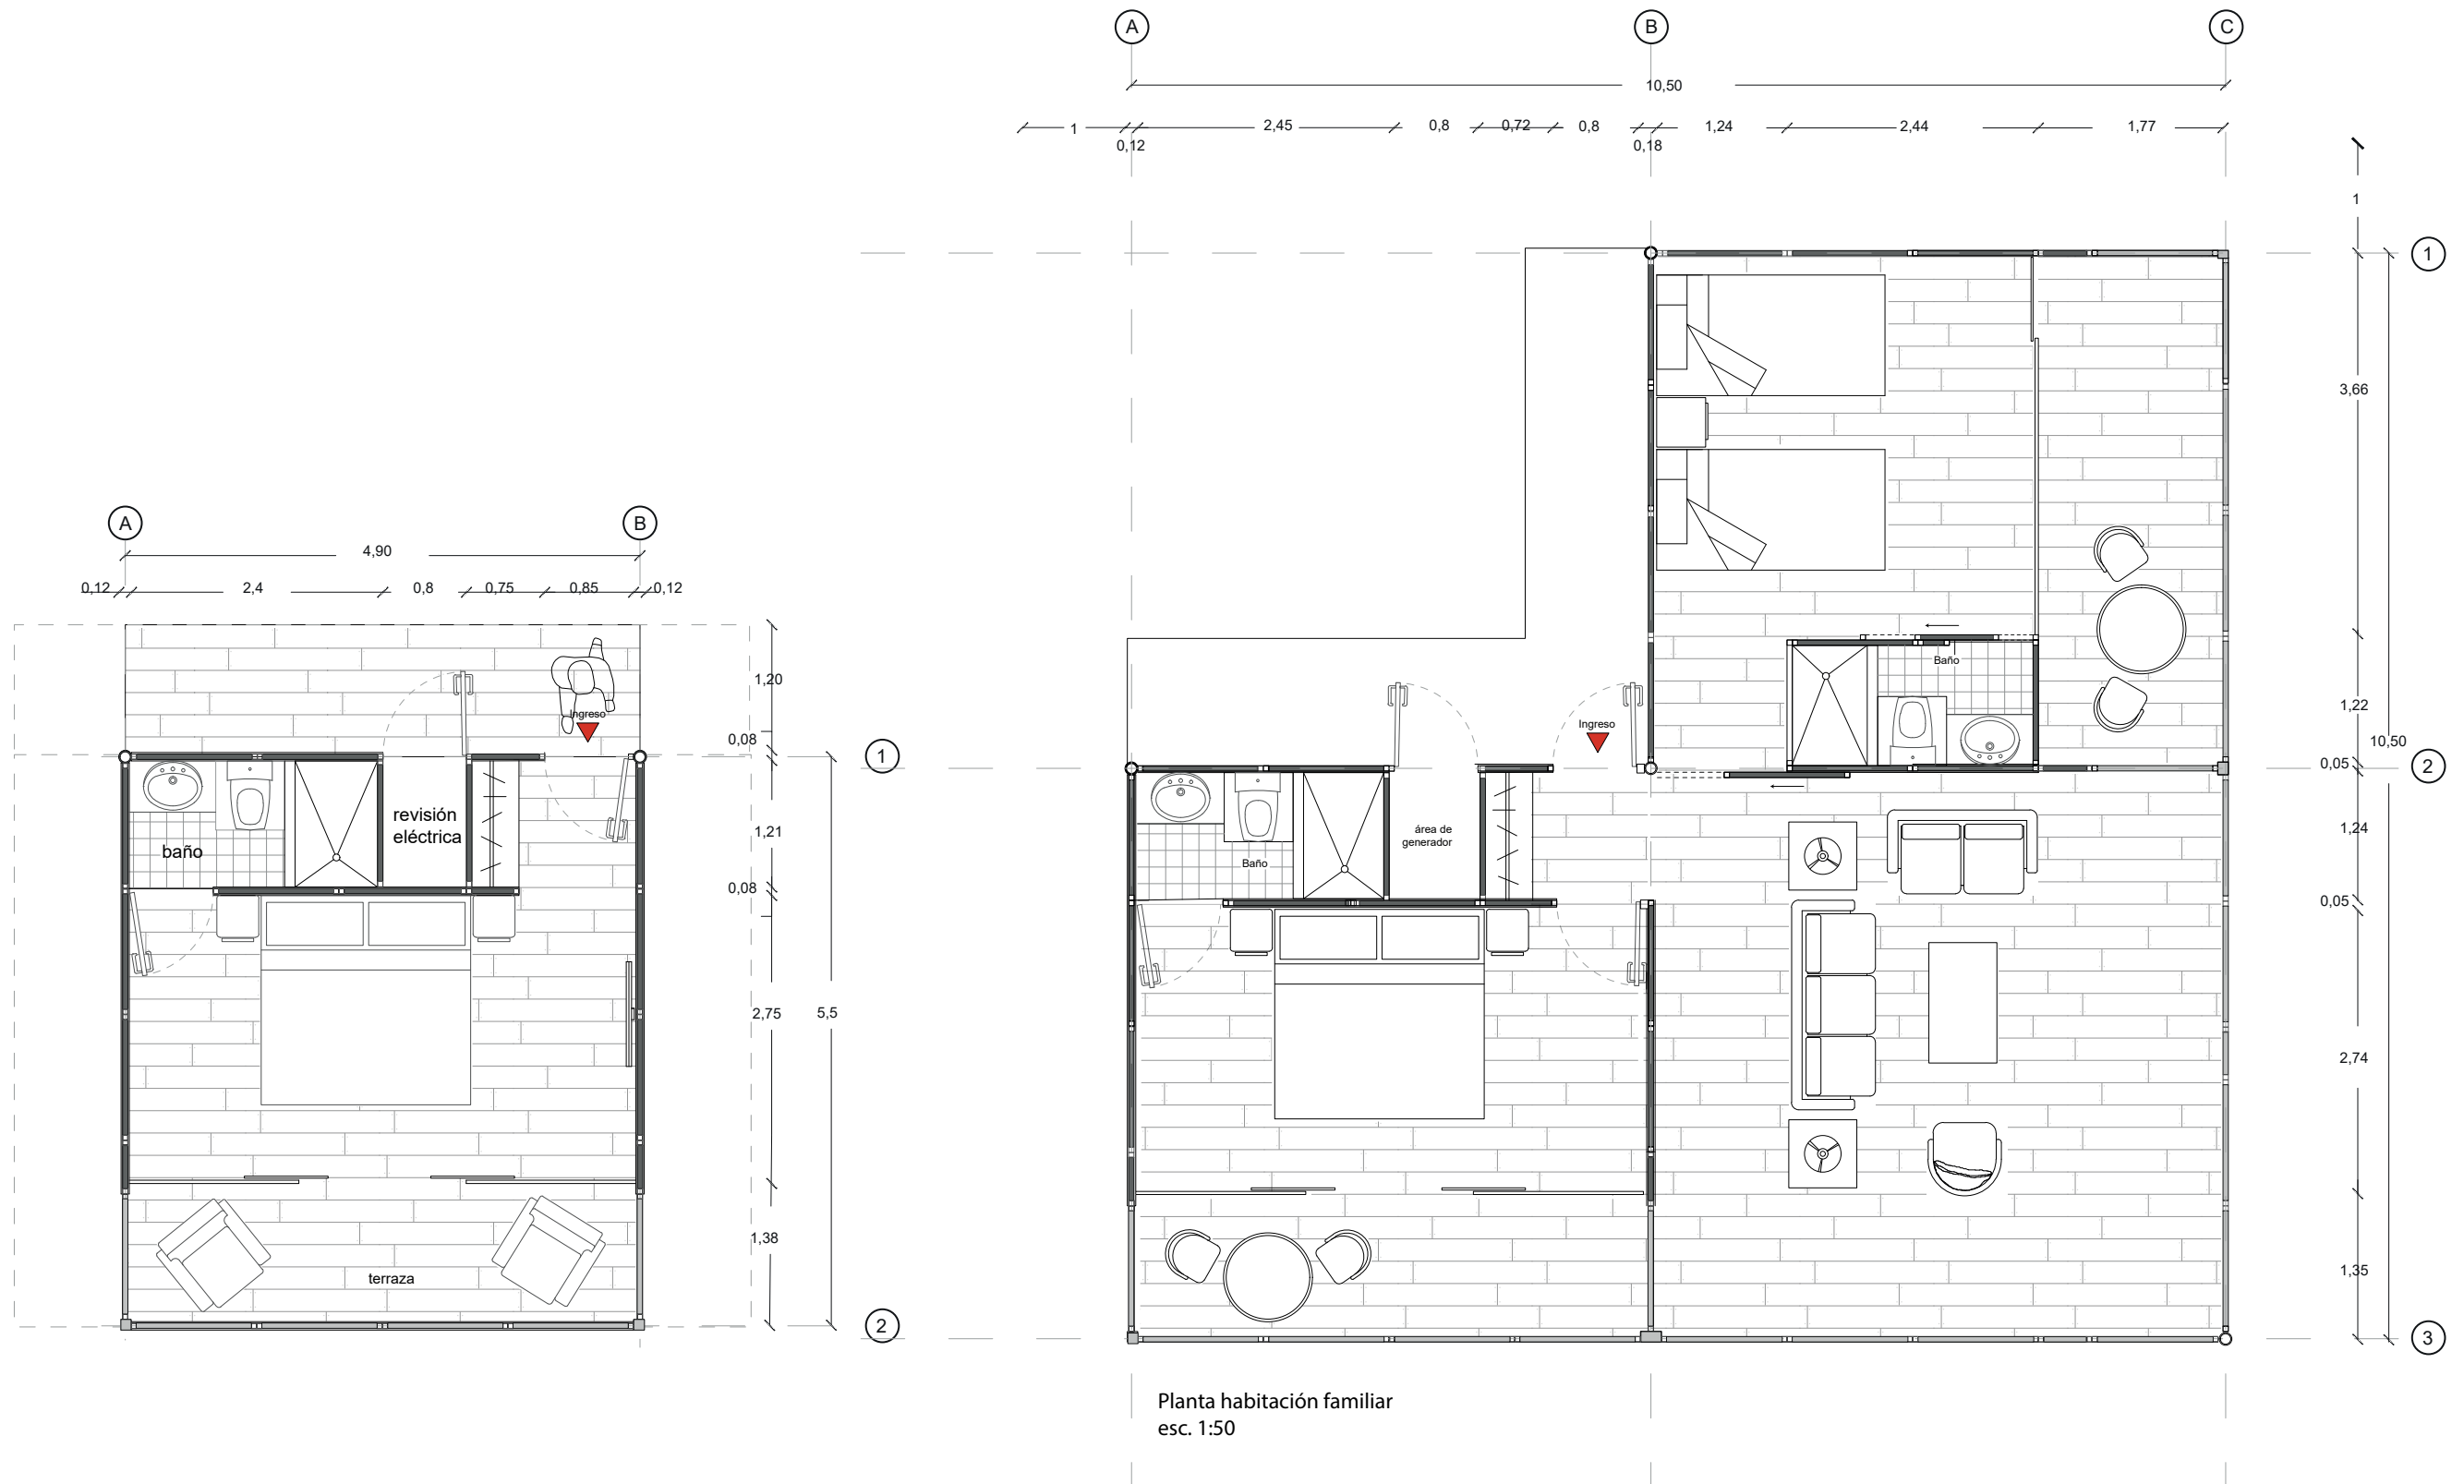 A
B
C
10,50
1
2,45
0,8
0,72
0,8
1,24
2,44
1,77
0,12
0,18
1
1
3,66
A
B
4,90
0,12
2,4
0,8
0,75
0,85
0,12
Baño
1,20
Ingreso
1,22
Ingreso
0,08
10,50
1
0,05
2
revisión
eléctrica
1,21
área de
generador
1,24
baño
Baño
0,08
0,05
2,75
5,5
2,74
1,38
terraza
1,35
2
3
Planta habitación familiar
esc. 1:50